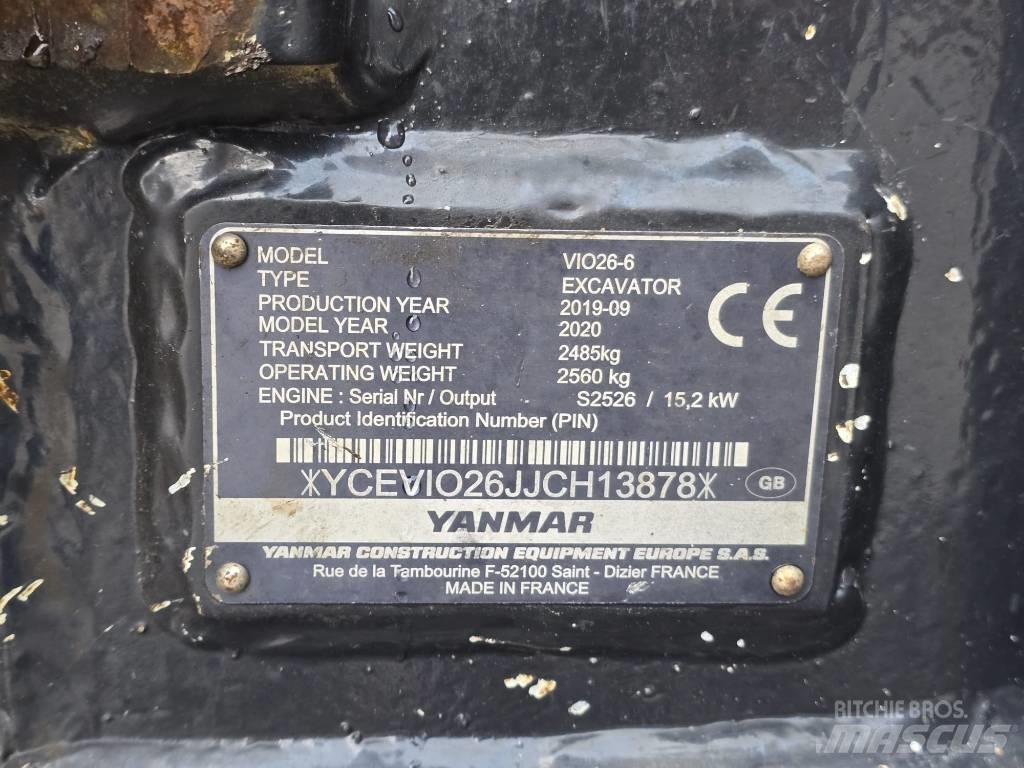 MODEL VIO26-6
TYPE EXCAVATOR
PRODUCTION YEAR 2019-09
MODEL YEAR 2020
TRANSPORT WEIGHT 2485kg
OPERATING WEIGHT 2560 kg
ENGINE : Serial Nr / Output S2526 / 15,2 kW
CE
Product Identification Number (PIN)
*YCEVIO26JJCH13878*
GB
YANMAR
YANMAR CONSTRUCTION EQUIPMENT EUROPE S.A.S.
Rue de la Tambourine F-52100 Saint - Dizier FRANCE
MADE IN FRANCE
RITCHIE BROS.
MASCUS